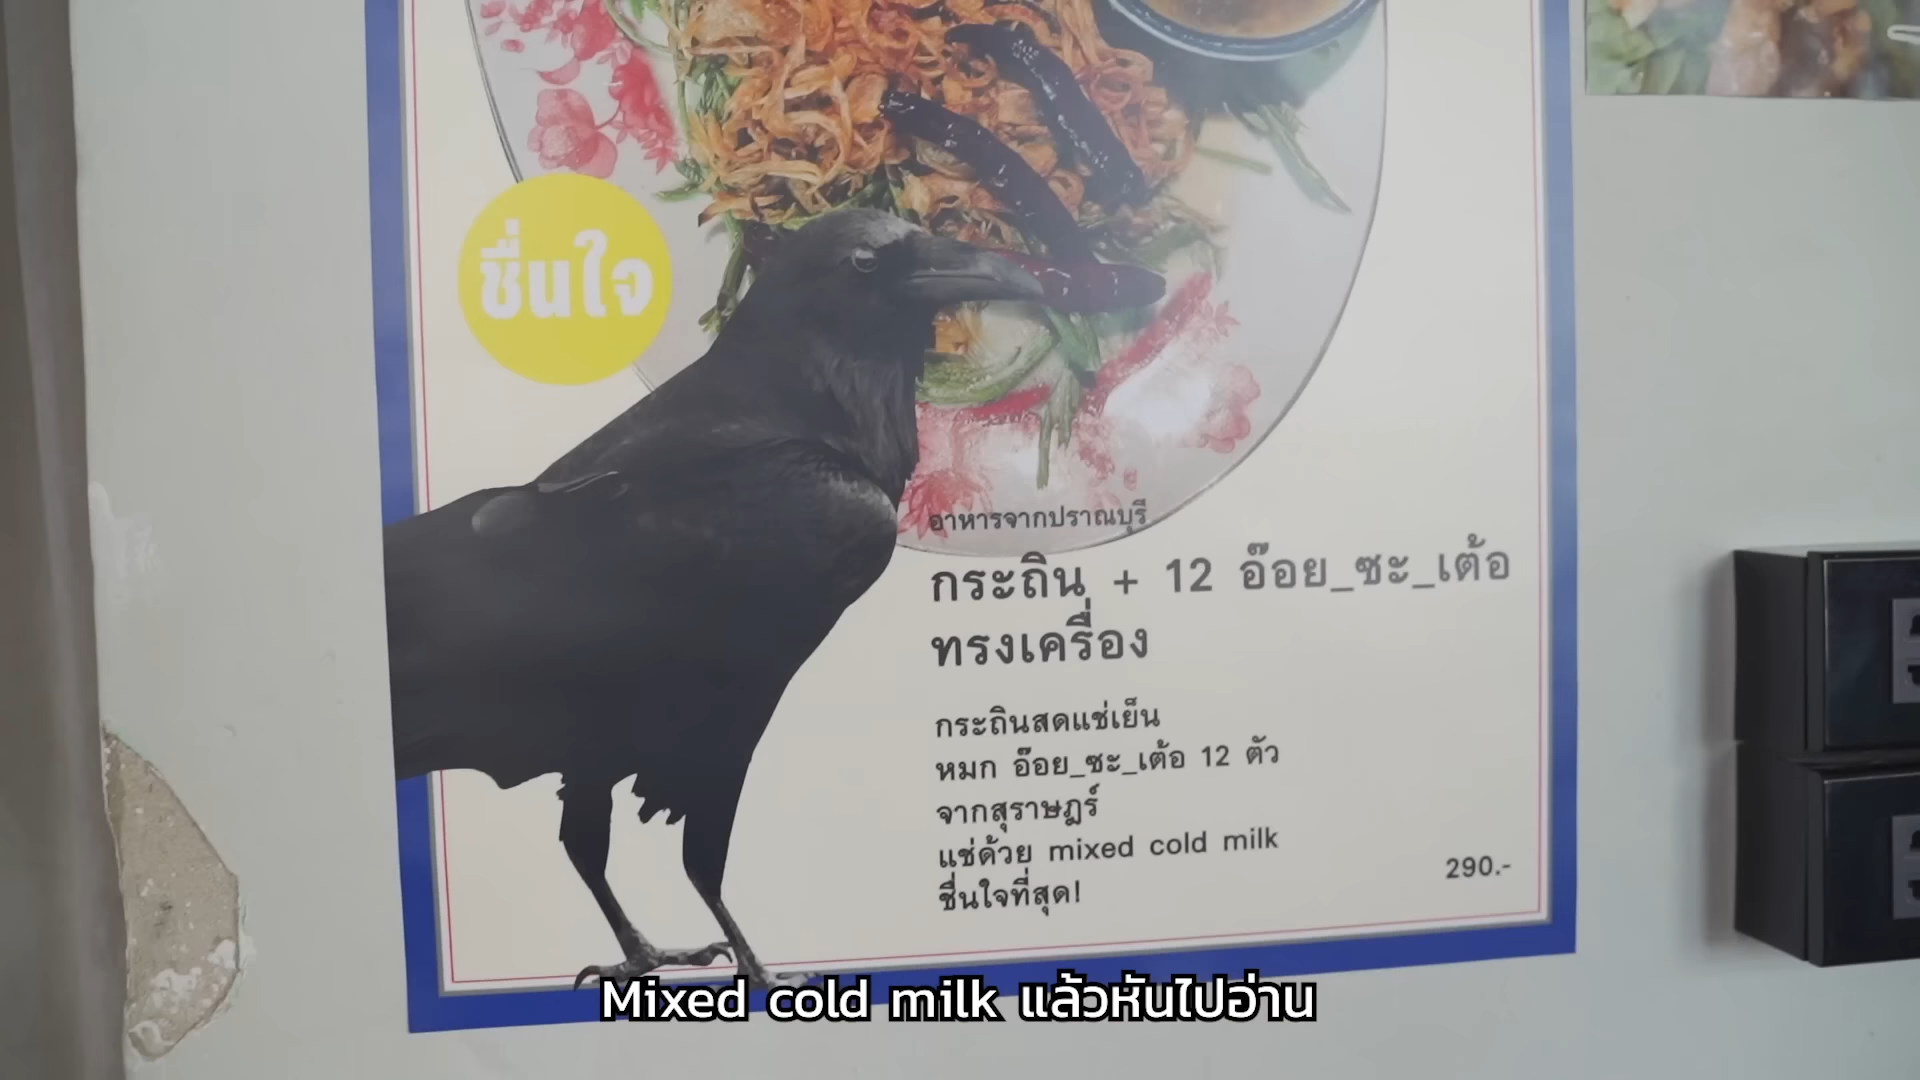 ชื่นใจ
อาหารจากปราณบุรี
กระถิน + 12 อ๊อย_ซะ_เต้อ
ทรงเครื่อง
กระถินสดแช่เย็น
หมก อ๊อย_ซะ_เต้อ 12 ตัว
จากสุราษฎร์
แช่ด้วย mixed cold milk
ชื่นใจที่สุด!
290.-
Mixed cold milk แล้วหันไปอ่าน